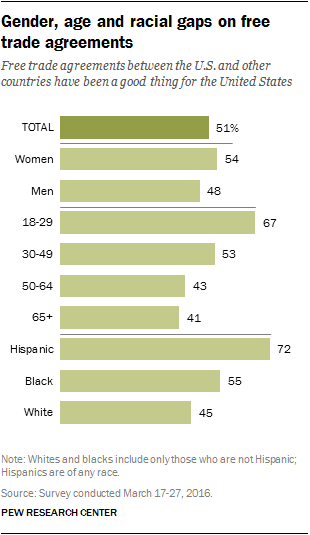 Gender, age and racial gaps on free
trade agreements
Free trade agreements between the U.S. and other
countries have been a good thing for the United States
TOTAL 51%
Women 54
Men 48
18-29 67
30-49 53
50-64 43
65+ 41
Hispanic 72
Black 55
White 45
Note: Whites and blacks include only those who are not Hispanic;
Hispanics are of any race.
Source: Survey conducted March 17-27, 2016.
PEW RESEARCH CENTER